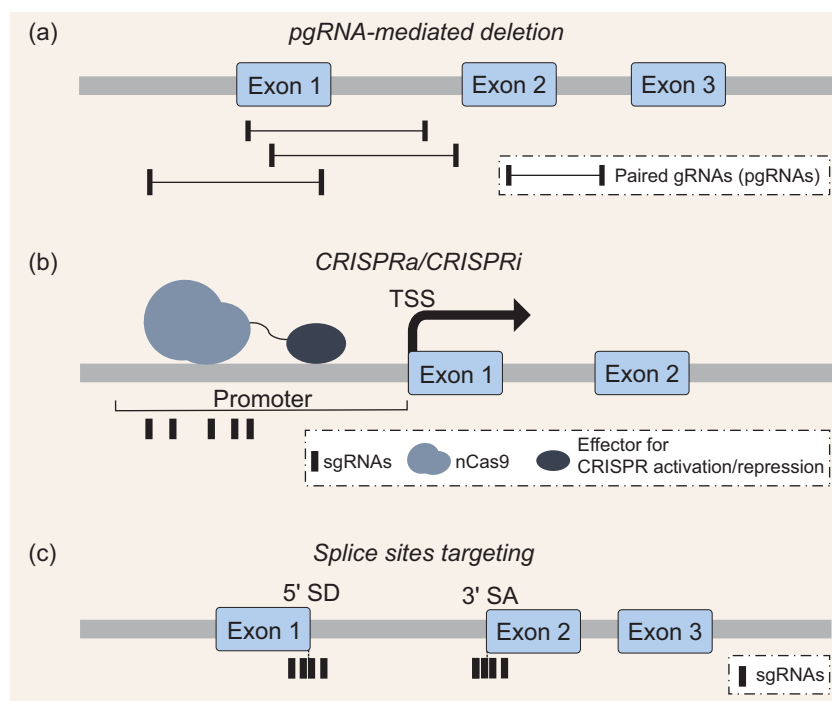 (a)
pgRNA-mediated deletion
Exon 1
Exon 2
Exon 3
Paired gRNAs (pgRNAs)
(b)
CRISPRa/CRISPRi
TSS
Exon 1
Exon 2
Promoter
sgRNAs
nCas9
Effector for
CRISPR activation/repression
(c)
Splice sites targeting
5' SD
3' SA
Exon 1
Exon 2
Exon 3
sgRNAs